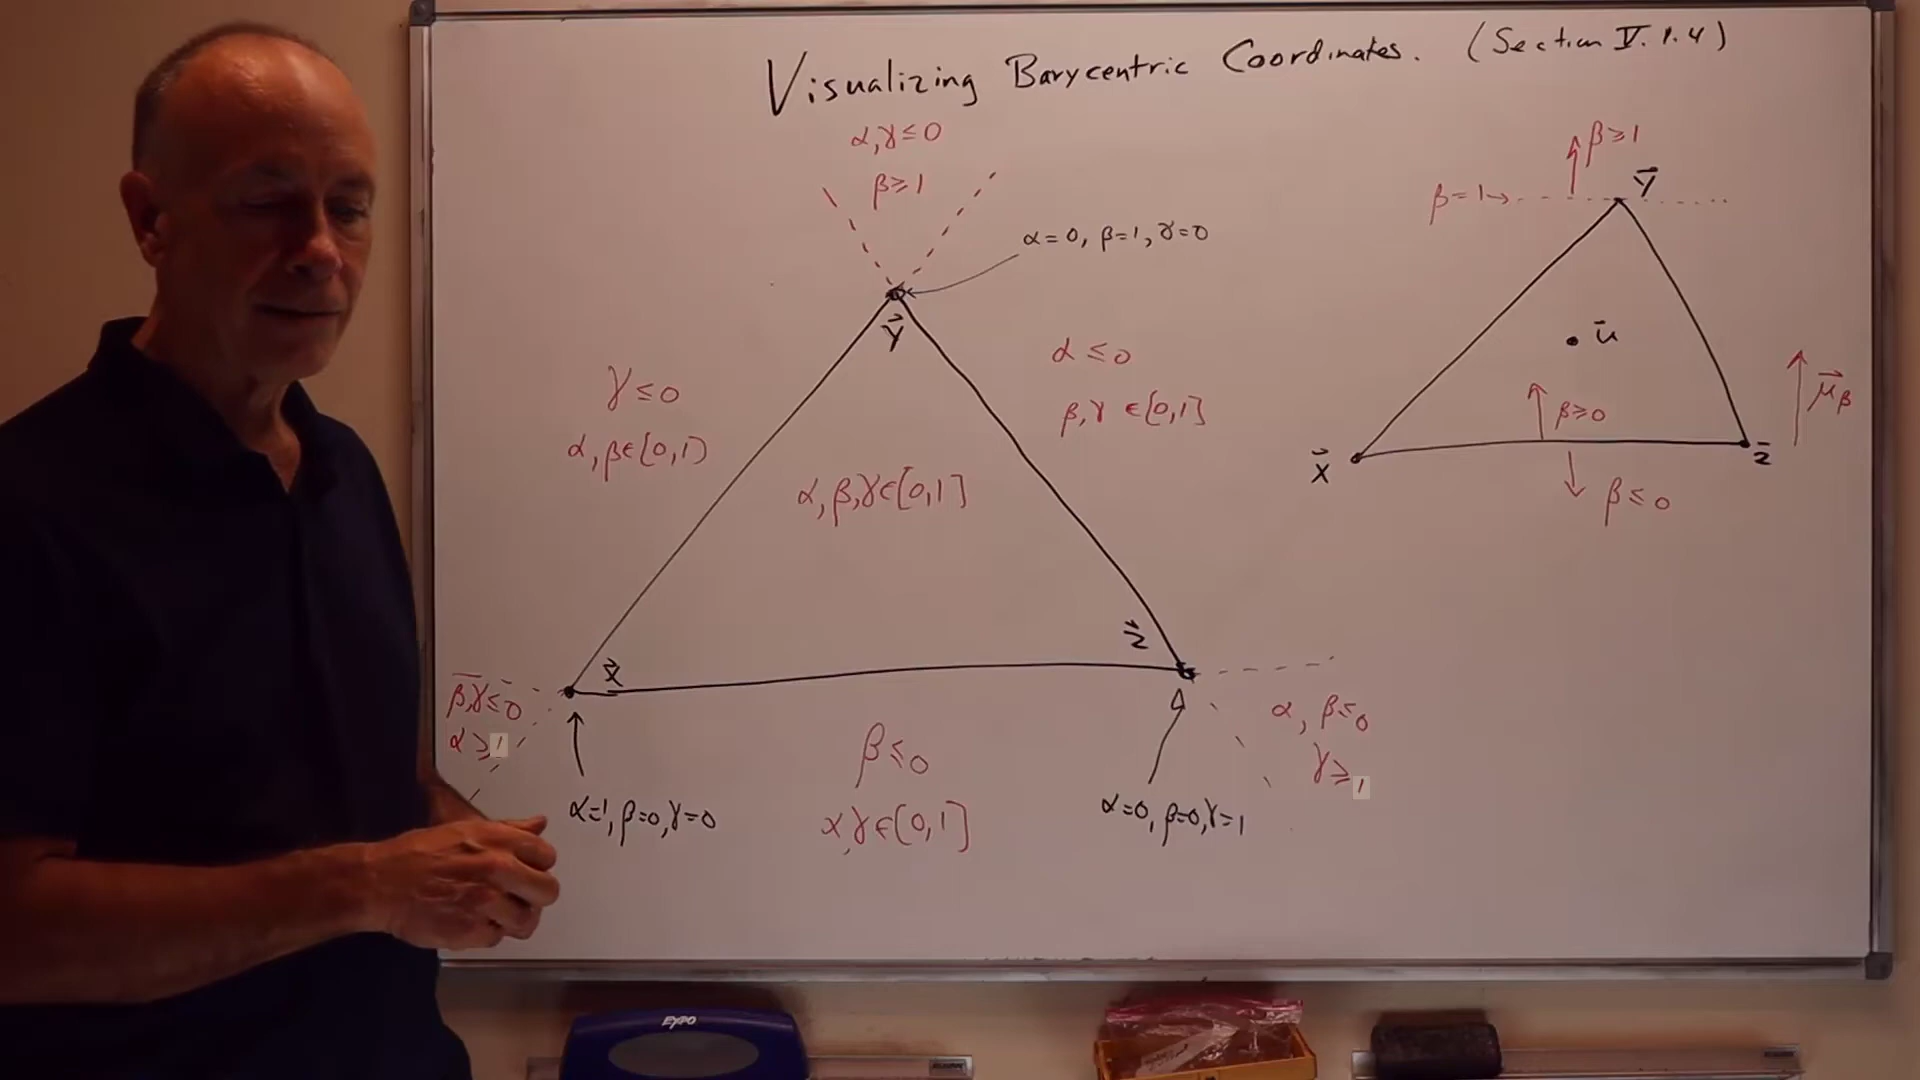 Visualizing Barycentric Coordinates. (Section V.1.4)
α,γ≤0
β≥1
α=0, β=1, γ=0
y⃗
γ≤0
α,β∈[0,1)
α≤0
β,γ∈[0,1]
α,β,γ∈[0,1]
x⃗
z⃗
β,γ≤0
α≥1
α=1, β=0, γ=0
β≤0
α,γ∈[0,1]
α=0, β=0, γ=1
α, β≤0
γ≥1
β≥1
β=1→
y⃗
u⃗
β≥0
μ⃗β
x⃗
z⃗
β≤0
EXPO